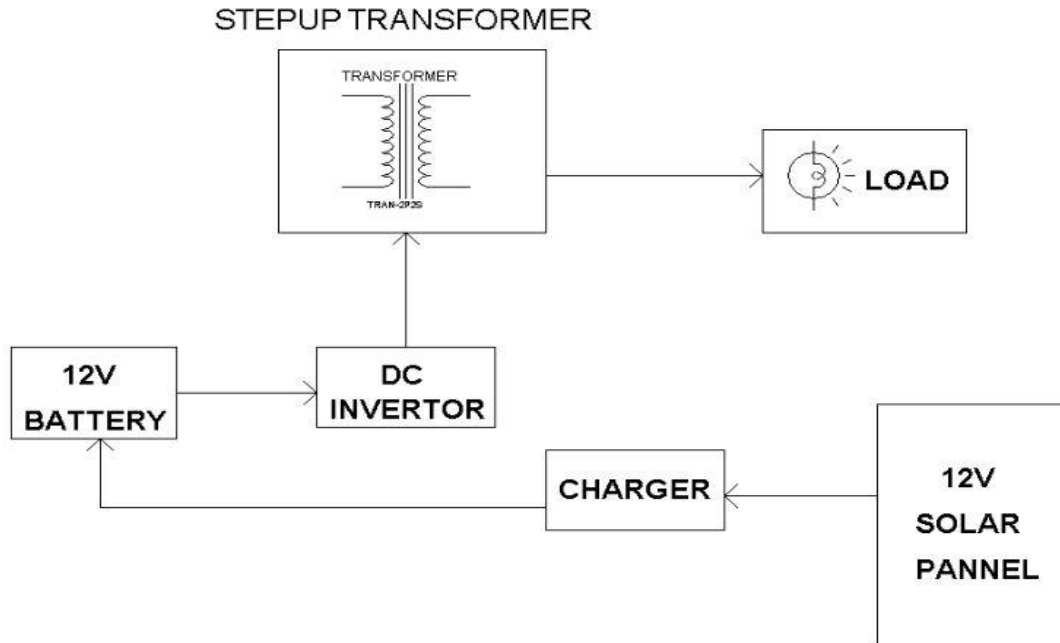 STEPUP TRANSFORMER
TRANSFORMER
TRAN-2P2S
LOAD
12V
BATTERY
DC
INVERTOR
CHARGER
12V
SOLAR
PANNEL